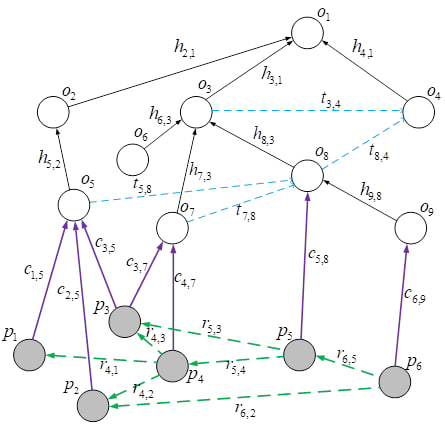 o1
h2,1
h3,1
h4,1
o2
o3
o4
h6,3
t3,4
o6
h8,3
t8,4
h5,2
h7,3
o8
o5
t5,8
h9,8
o7
t7,8
o9
c3,5
c3,7
c1,5
c4,7
c5,8
c2,5
c6,9
p3
p1
r4,3
r5,3
p5
r4,1
p4
r5,4
r6,5
p2
r4,2
p6
r6,2